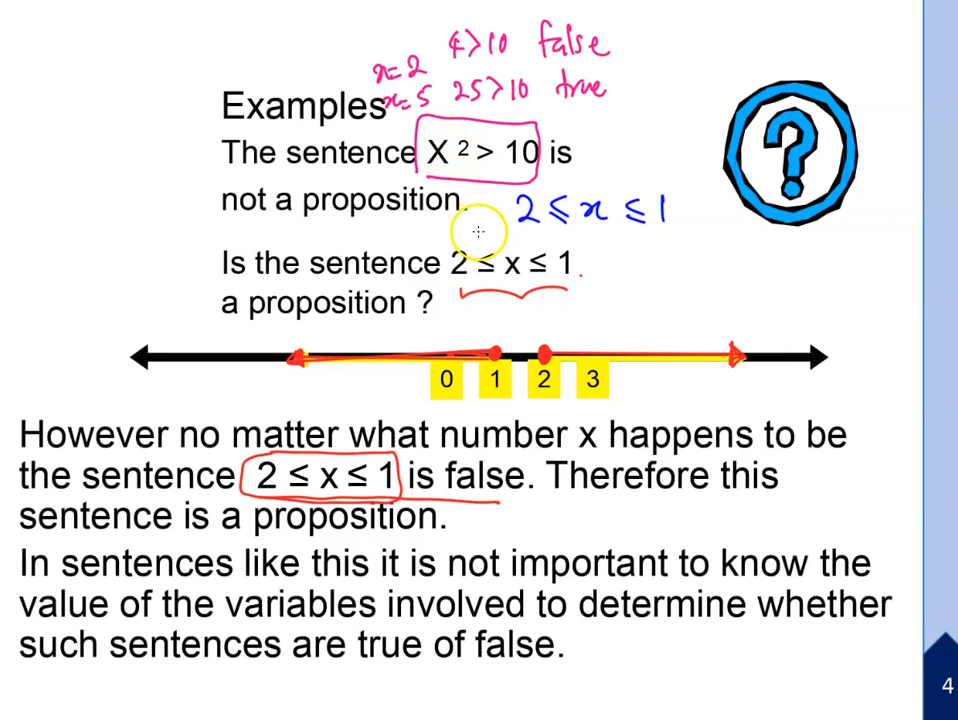 4>10 false
x=2
x=5 25>10 true
Examples
The sentence X ² > 10 is
not a proposition.
2 ≤ x ≤ 1
Is the sentence 2 ≤ x ≤ 1.
a proposition ?
0 1 2 3
However no matter what number x happens to be
the sentence 2 ≤ x ≤ 1 is false. Therefore this
sentence is a proposition.
In sentences like this it is not important to know the
value of the variables involved to determine whether
such sentences are true of false.
4